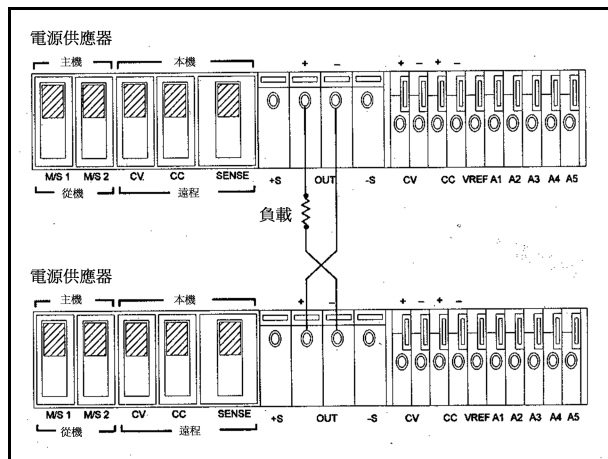 電源供應器
主機 本機
+ − + − + −
M/S 1 M/S 2 CV CC SENSE +S OUT -S CV CC VREF A1 A2 A3 A4 A5
從機 遠程
負載
電源供應器
主機 本機
+ − + − + −
M/S 1 M/S 2 CV CC SENSE +S OUT -S CV CC VREF A1 A2 A3 A4 A5
從機 遠程